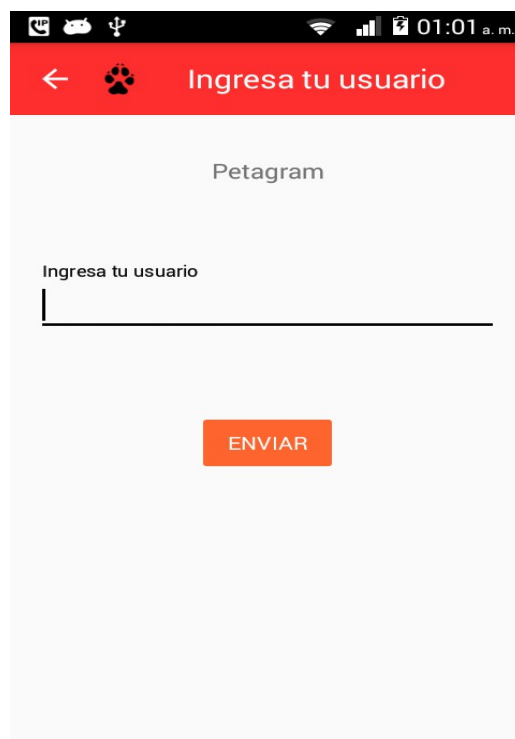 01:01 a. m.
Ingresa tu usuario
Petagram
Ingresa tu usuario
ENVIAR